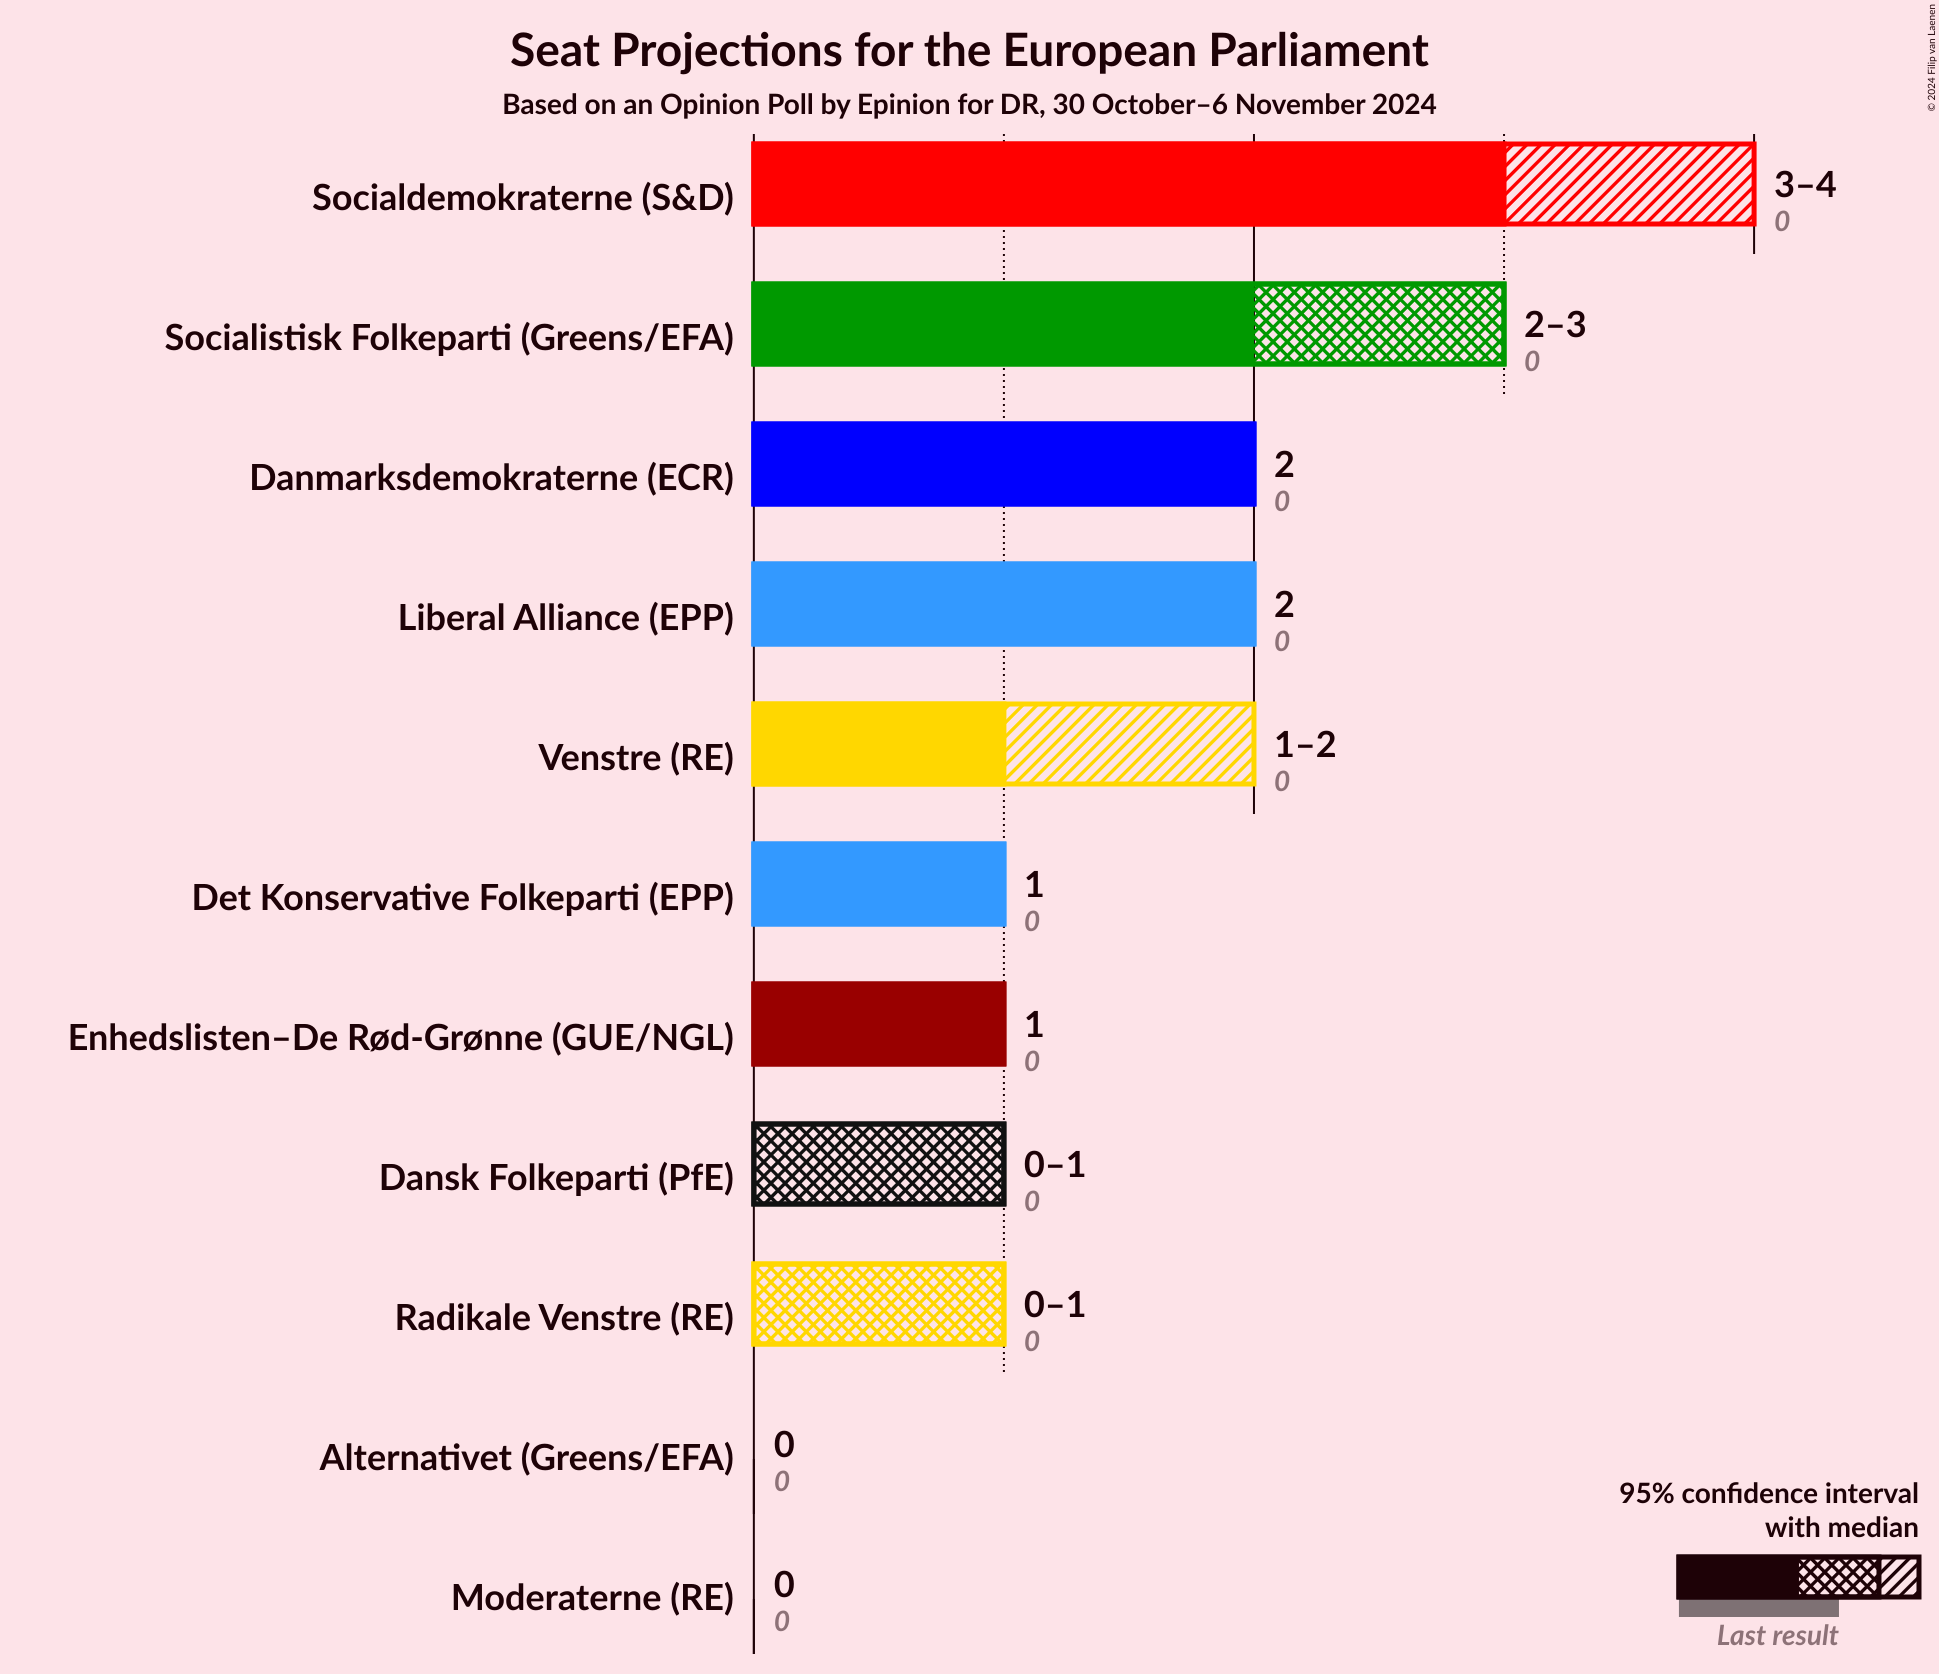 Seat Projections for the European Parliament
Based on an Opinion Poll by Epinion for DR, 30 October–6 November 2024
© 2024 Filip van Laenen
Socialdemokraterne (S&D)
3–4
0
Socialistisk Folkeparti (Greens/EFA)
2–3
0
Danmarksdemokraterne (ECR)
2
0
Liberal Alliance (EPP)
2
0
Venstre (RE)
1–2
0
Det Konservative Folkeparti (EPP)
1
0
Enhedslisten–De Rød-Grønne (GUE/NGL)
1
0
Dansk Folkeparti (PfE)
0–1
0
Radikale Venstre (RE)
0–1
0
Alternativet (Greens/EFA)
0
0
Moderaterne (RE)
0
0
95% confidence interval
with median
Last result